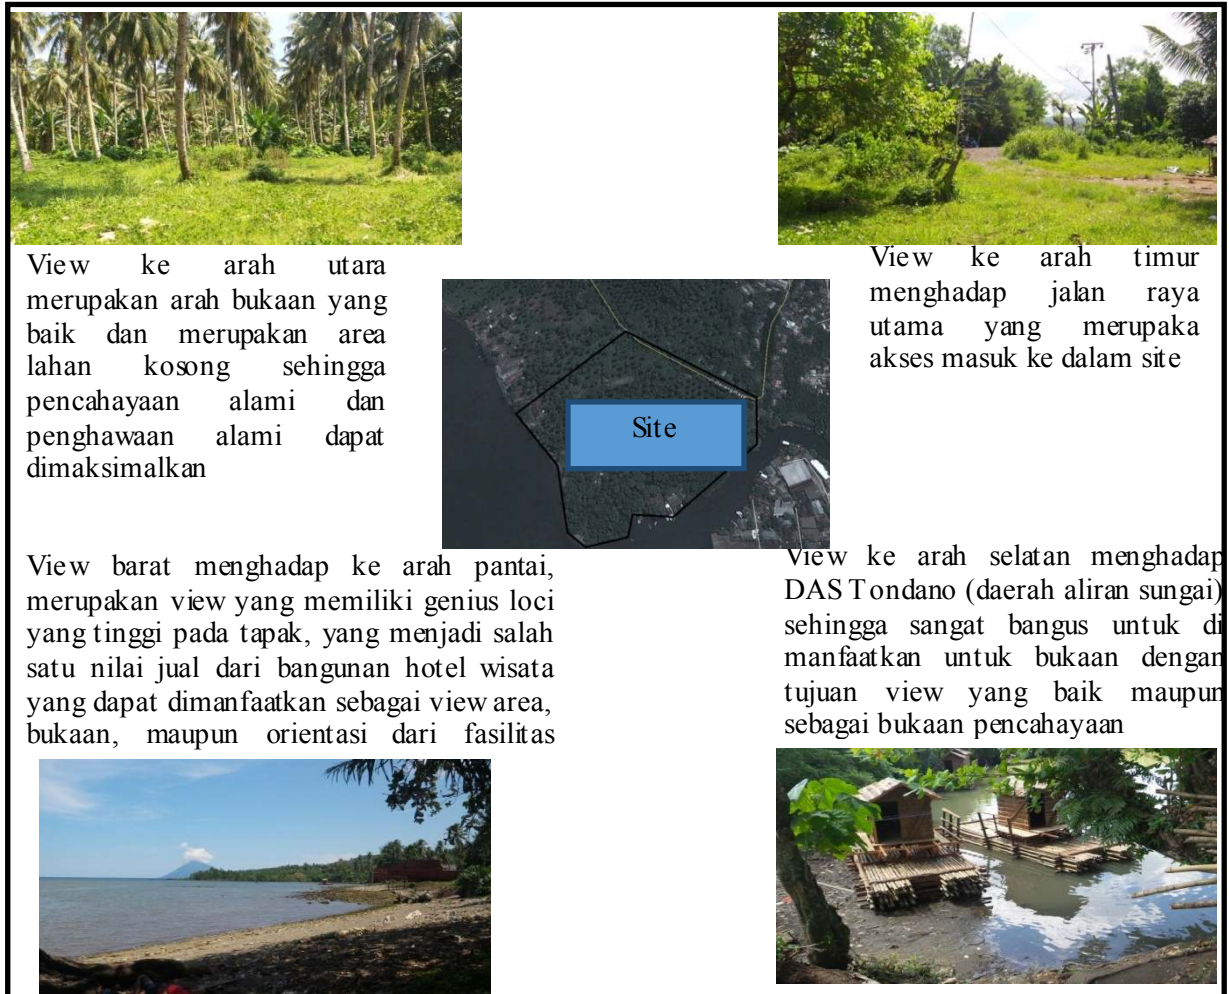 View ke arah utara
merupakan arah bukaan yang
baik dan merupakan area
lahan kosong sehingga
pencahayaan alami dan
penghawaan alami dapat
dimaksimalkan
View ke arah timur
menghadap jalan raya
utama yang merupaka
akses masuk ke dalam site
Site
View barat menghadap ke arah pantai,
merupakan view yang memiliki genius loci
yang tinggi pada tapak, yang menjadi salah
satu nilai jual dari bangunan hotel wisata
yang dapat dimanfaatkan sebagai view area,
bukaan, maupun orientasi dari fasilitas
View ke arah selatan menghadap
DAS Tondano (daerah aliran sungai)
sehingga sangat bangus untuk di
manfaatkan untuk bukaan dengan
tujuan view yang baik maupun
sebagai bukaan pencahayaan